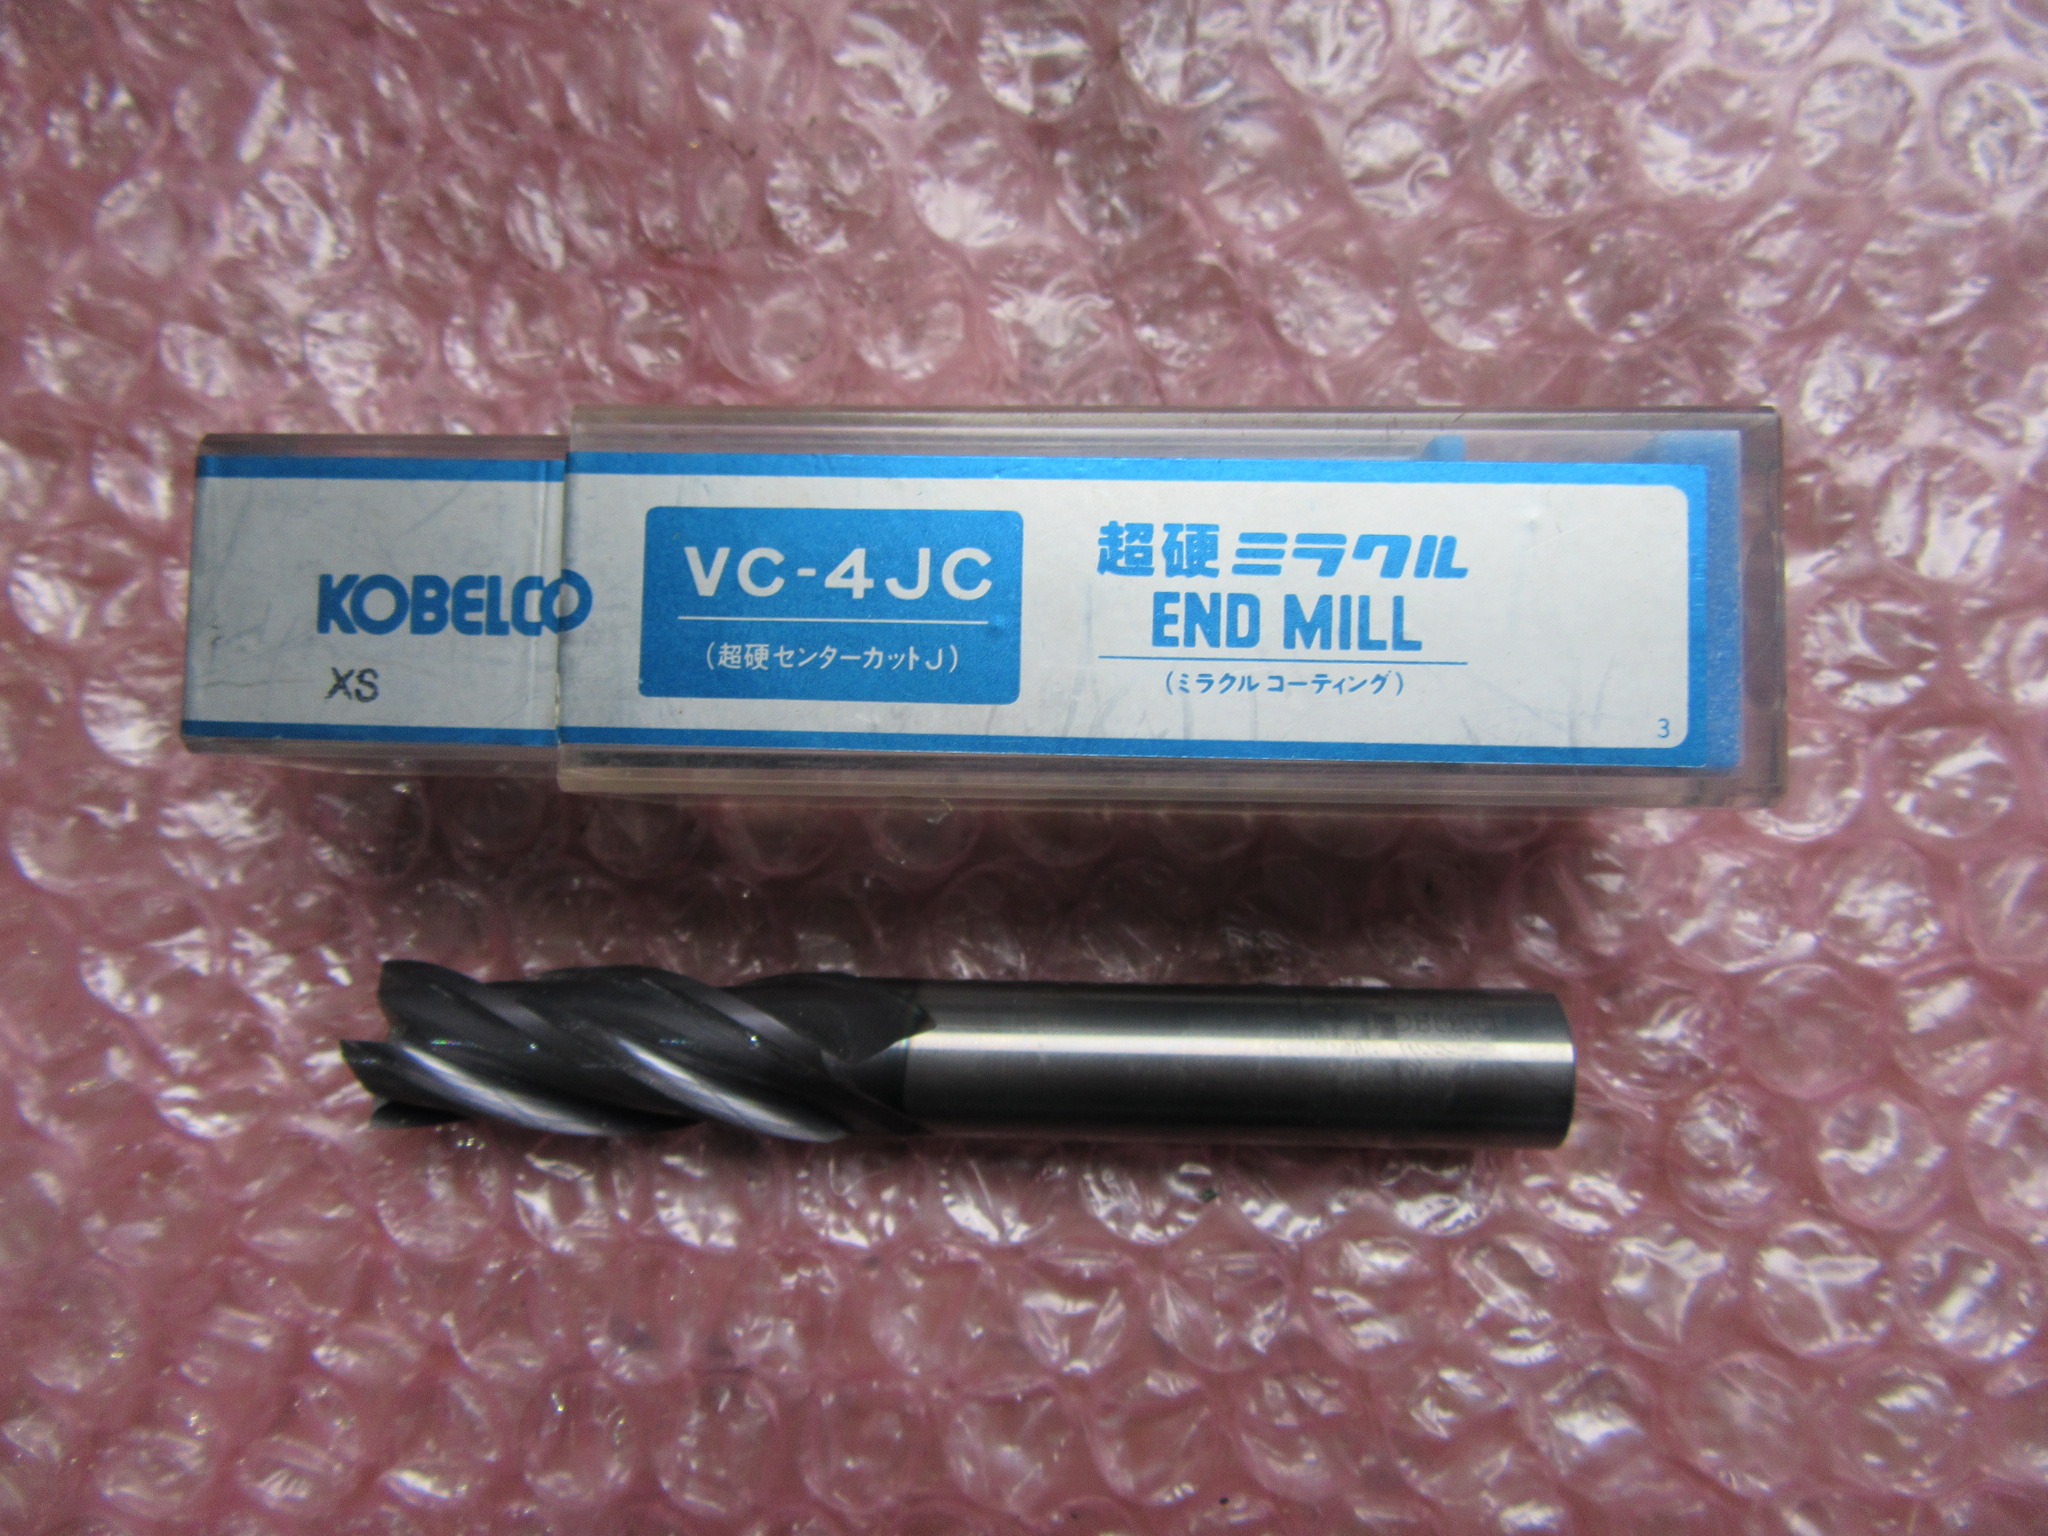 KOBELCO
XS
VC-4JC
(超硬センターカットJ)
超硬ミラクル
END MILL
(ミラクルコーティング)
3